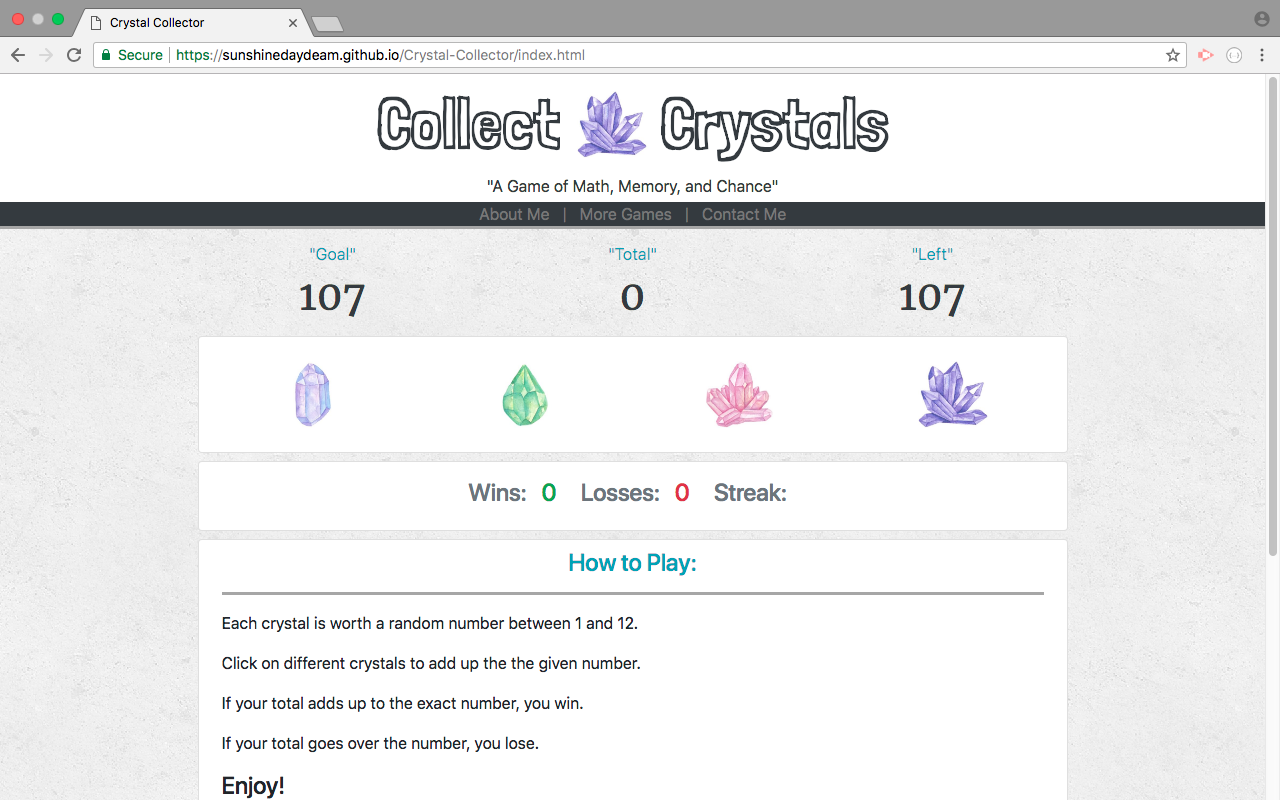 Crystal Collector
Secure https://sunshinedaydeam.github.io/Crystal-Collector/index.html
Collect Crystals
"A Game of Math, Memory, and Chance"
About Me | More Games | Contact Me
"Goal" "Total" "Left"
107 0 107
Wins: 0 Losses: 0 Streak:
How to Play:
Each crystal is worth a random number between 1 and 12.
Click on different crystals to add up the the given number.
If your total adds up to the exact number, you win.
If your total goes over the number, you lose.
Enjoy!